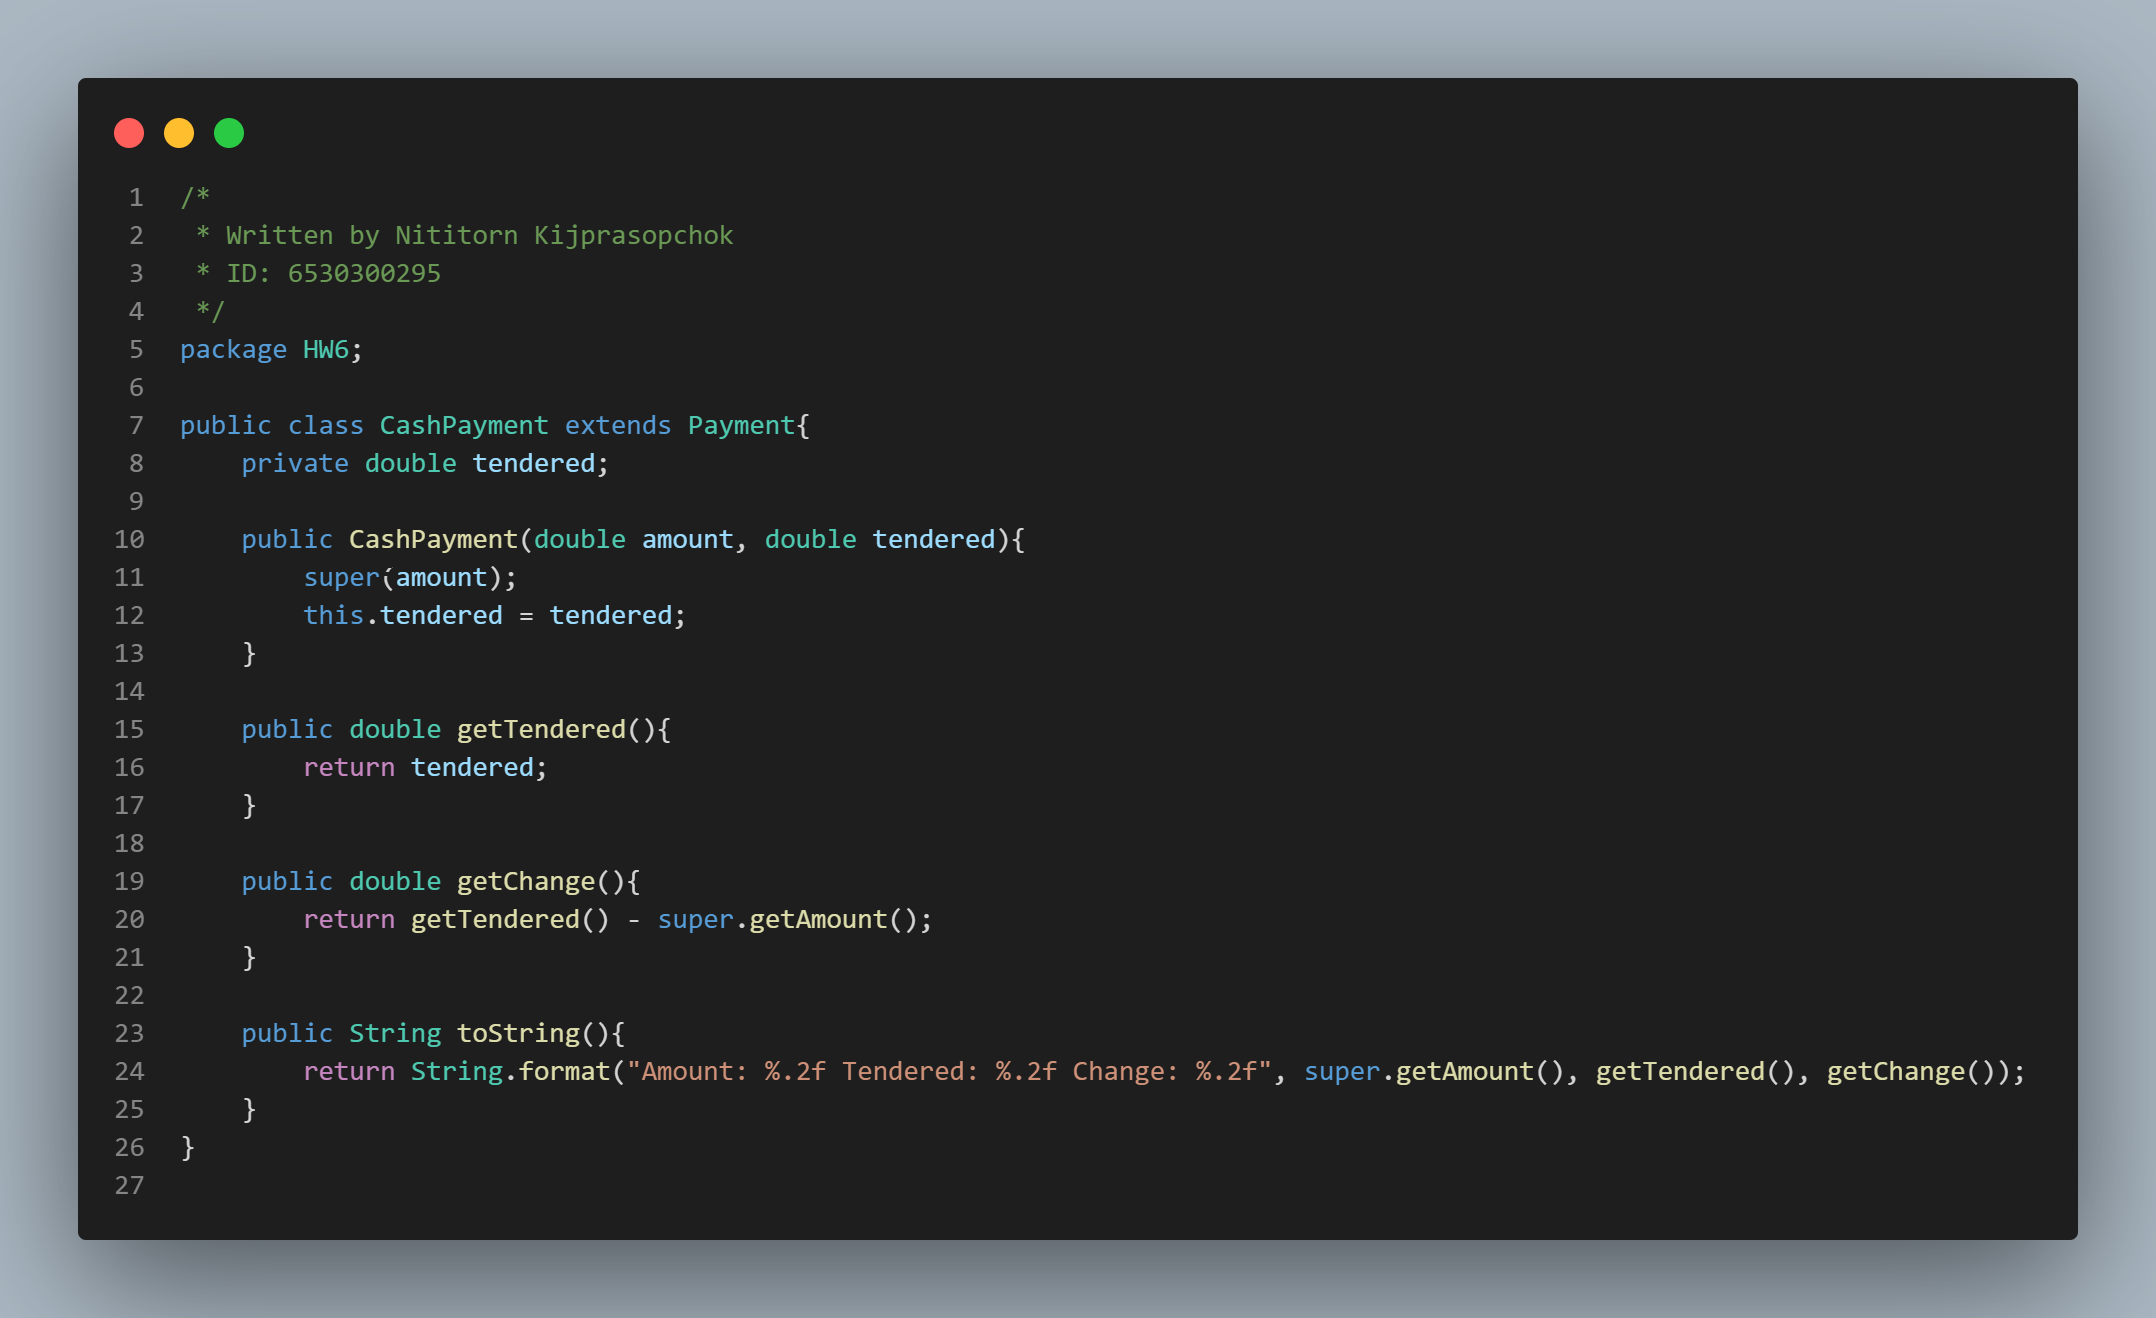 1 /*
2  * Written by Nititorn Kijprasopchok
3  * ID: 6530300295
4  */
5 package HW6;
6
7 public class CashPayment extends Payment{
8     private double tendered;
9
10     public CashPayment(double amount, double tendered){
11         super(amount);
12         this.tendered = tendered;
13     }
14
15     public double getTendered(){
16         return tendered;
17     }
18
19     public double getChange(){
20         return getTendered() - super.getAmount();
21     }
22
23     public String toString(){
24         return String.format("Amount: %.2f Tendered: %.2f Change: %.2f", super.getAmount(), getTendered(), getChange());
25     }
26 }
27